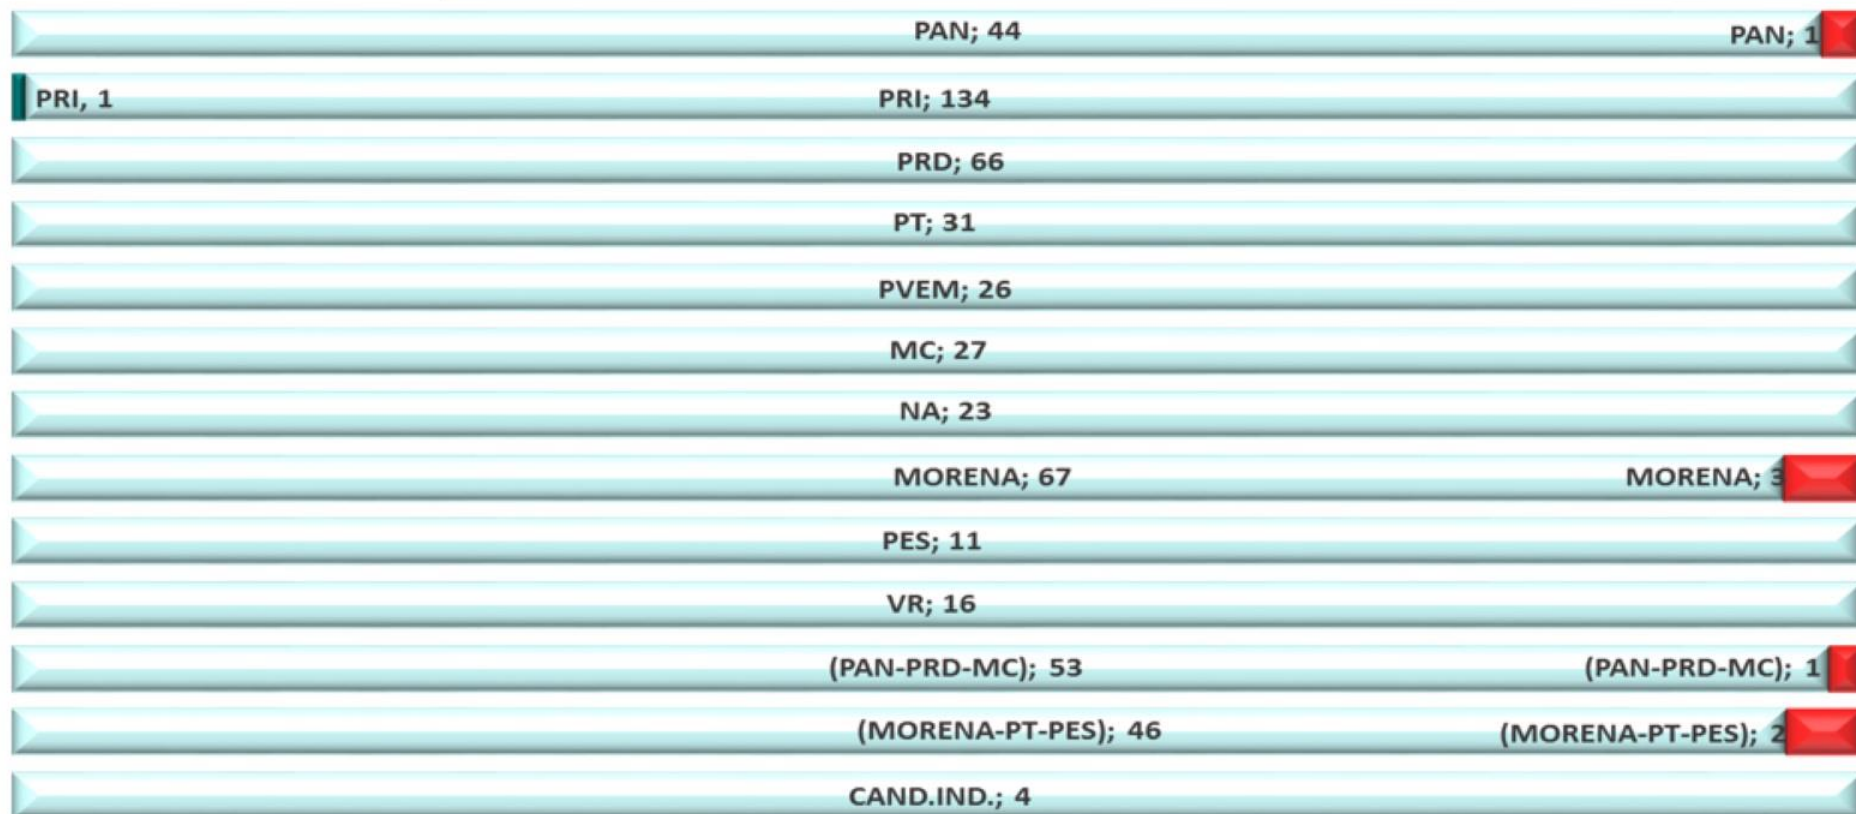 PAN; 44 PAN; 1
PRI, 1 PRI; 134
PRD; 66
PT; 31
PVEM; 26
MC; 27
NA; 23
MORENA; 67 MORENA; 3
PES; 11
VR; 16
(PAN-PRD-MC); 53 (PAN-PRD-MC); 1
(MORENA-PT-PES); 46 (MORENA-PT-PES); 2
CAND.IND.; 4